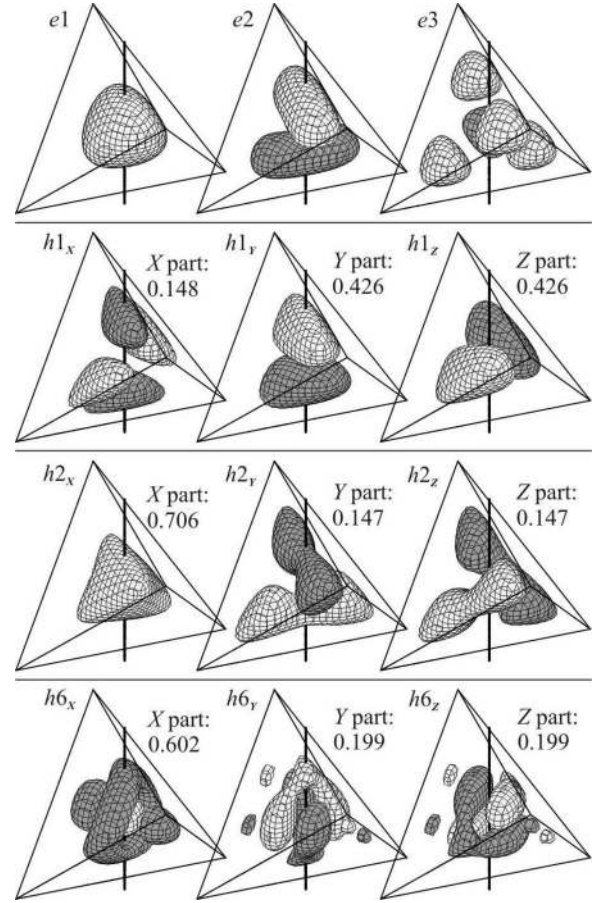 e1 e2 e3
h1X X part: 0.148 h1Y Y part: 0.426 h1Z Z part: 0.426
h2X X part: 0.706 h2Y Y part: 0.147 h2Z Z part: 0.147
h6X X part: 0.602 h6Y Y part: 0.199 h6Z Z part: 0.199